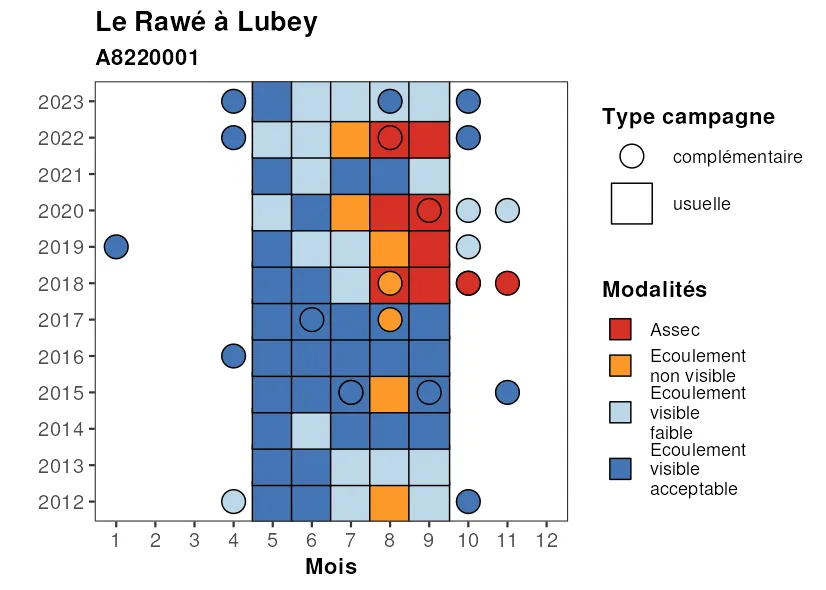 Le Rawé à Lubey
A8220001
2023
2022
2021
2020
2019
2018
2017
2016
2015
2014
2013
2012
1 2 3 4 5 6 7 8 9 10 11 12
Mois
Type campagne
complémentaire
usuelle
Modalités
Assec
Ecoulement
non visible
Ecoulement
visible
faible
Ecoulement
visible
acceptable